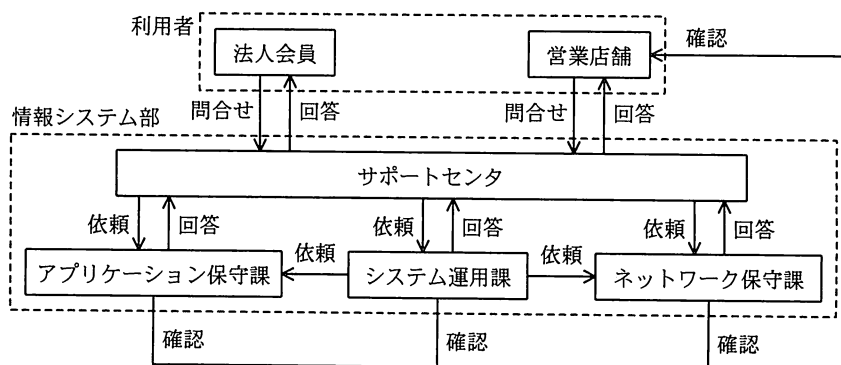 利用者
法人会員
営業店舗
確認
問合せ
回答
問合せ
回答
情報システム部
サポートセンタ
依頼
回答
依頼
回答
依頼
回答
アプリケーション保守課
依頼
システム運用課
依頼
ネットワーク保守課
確認
確認
確認